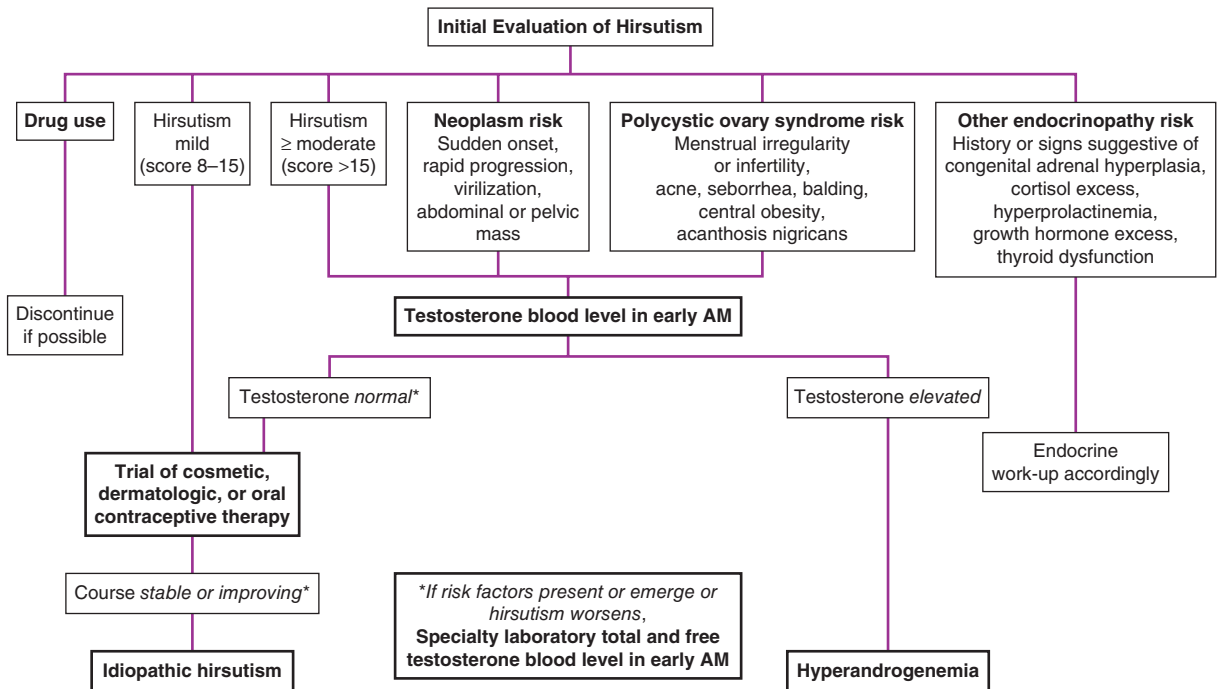 Initial Evaluation of Hirsutism
Drug use
Hirsutism
mild
(score 8–15)
Hirsutism
≥ moderate
(score >15)
Neoplasm risk
Sudden onset,
rapid progression,
virilization,
abdominal or pelvic
mass
Polycystic ovary syndrome risk
Menstrual irregularity
or infertility,
acne, seborrhea, balding,
central obesity,
acanthosis nigricans
Other endocrinopathy risk
History or signs suggestive of
congenital adrenal hyperplasia,
cortisol excess,
hyperprolactinemia,
growth hormone excess,
thyroid dysfunction
Discontinue
if possible
Testosterone blood level in early AM
Testosterone normal*
Testosterone elevated
Endocrine
work-up accordingly
Trial of cosmetic,
dermatologic, or oral
contraceptive therapy
Course stable or improving*
*If risk factors present or emerge or
hirsutism worsens,
Specialty laboratory total and free
testosterone blood level in early AM
Idiopathic hirsutism
Hyperandrogenemia